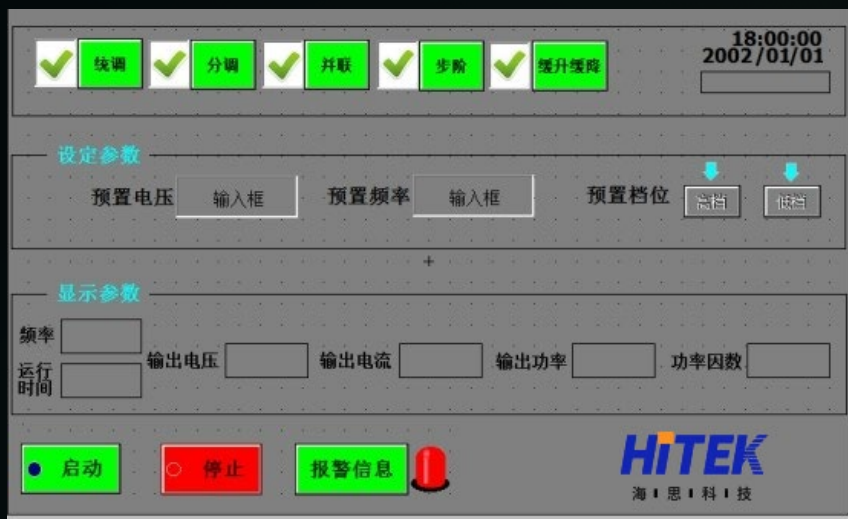 统调 分调 并联 步阶 缓升缓降
18:00:00
2002/01/01
设定参数
预置电压 输入框 预置频率 输入框 预置档位 高档 低档
显示参数
频率
输出电压 输出电流 输出功率 功率因数
运行
时间
启动 停止 报警信息
HiTEK
海思科技